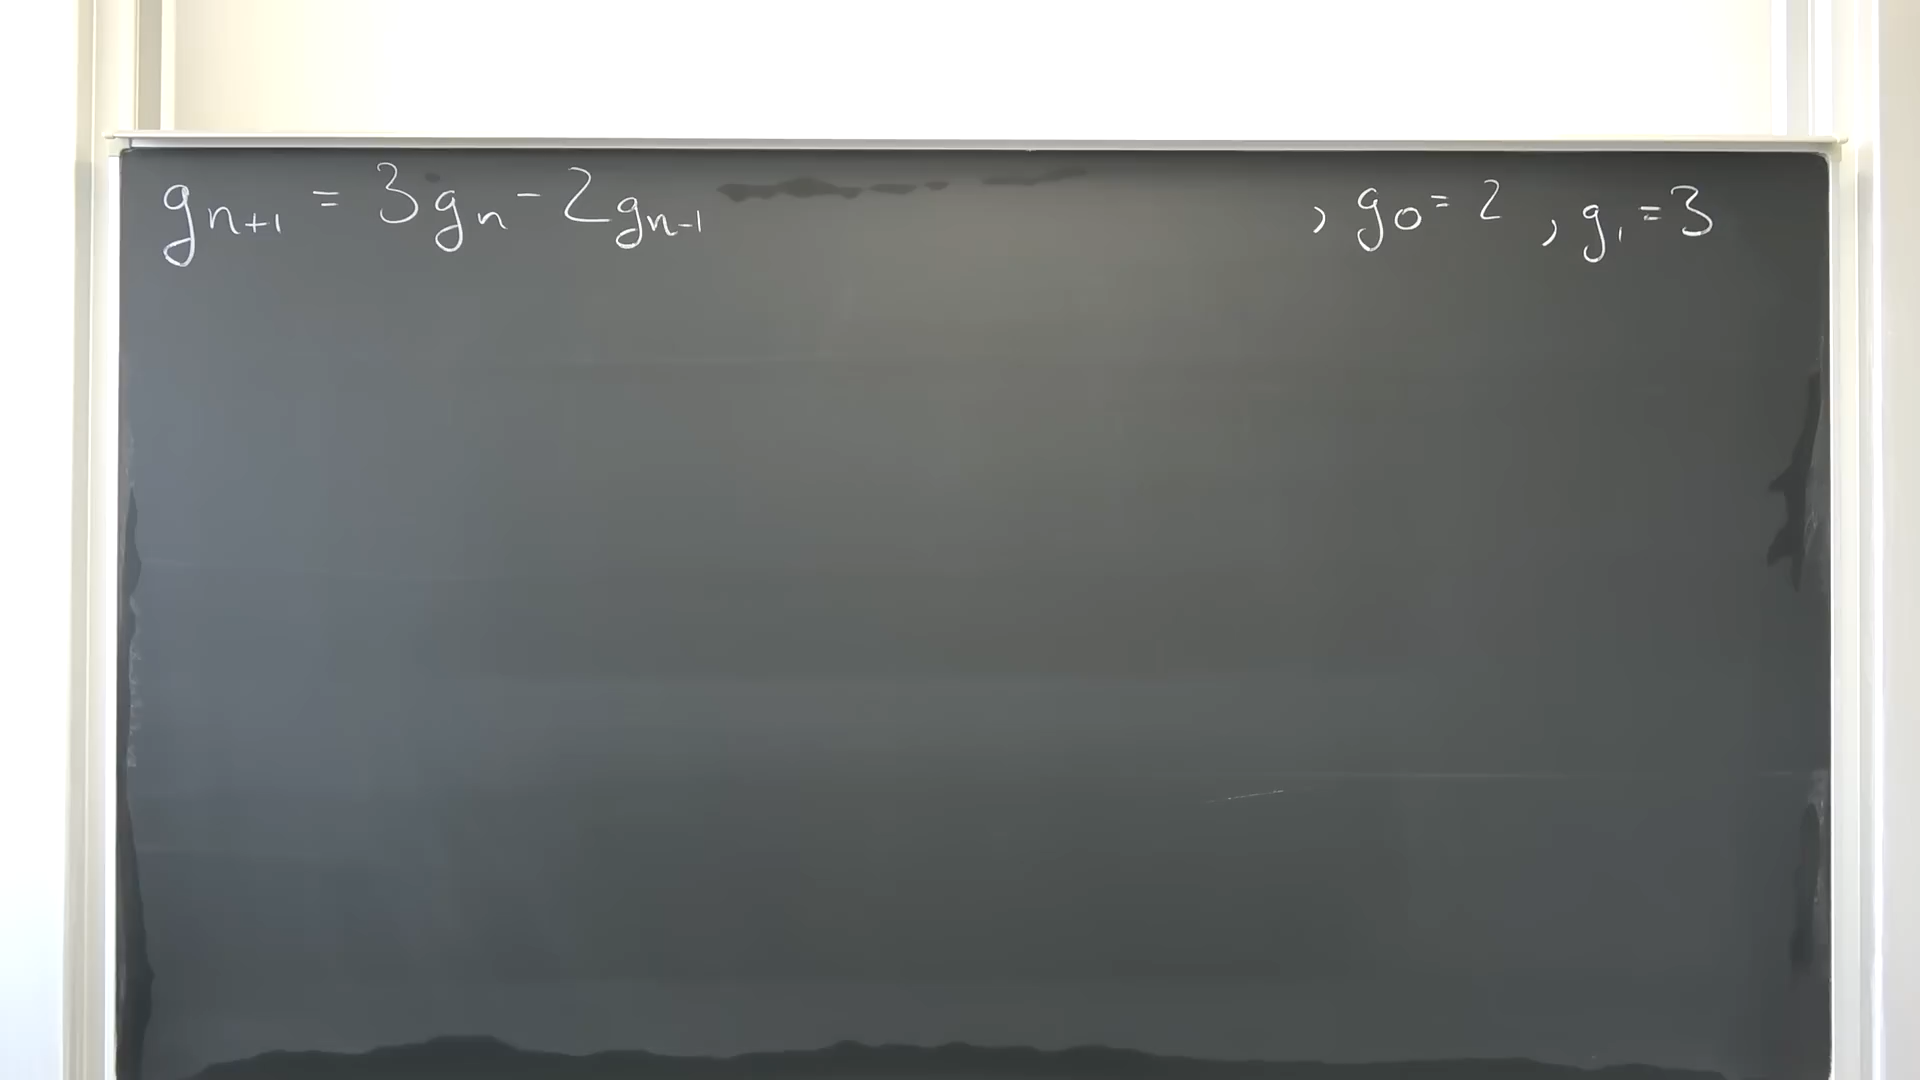 gₙ₊₁ = 3gₙ - 2gₙ₋₁ , g₀ = 2 , g₁ = 3